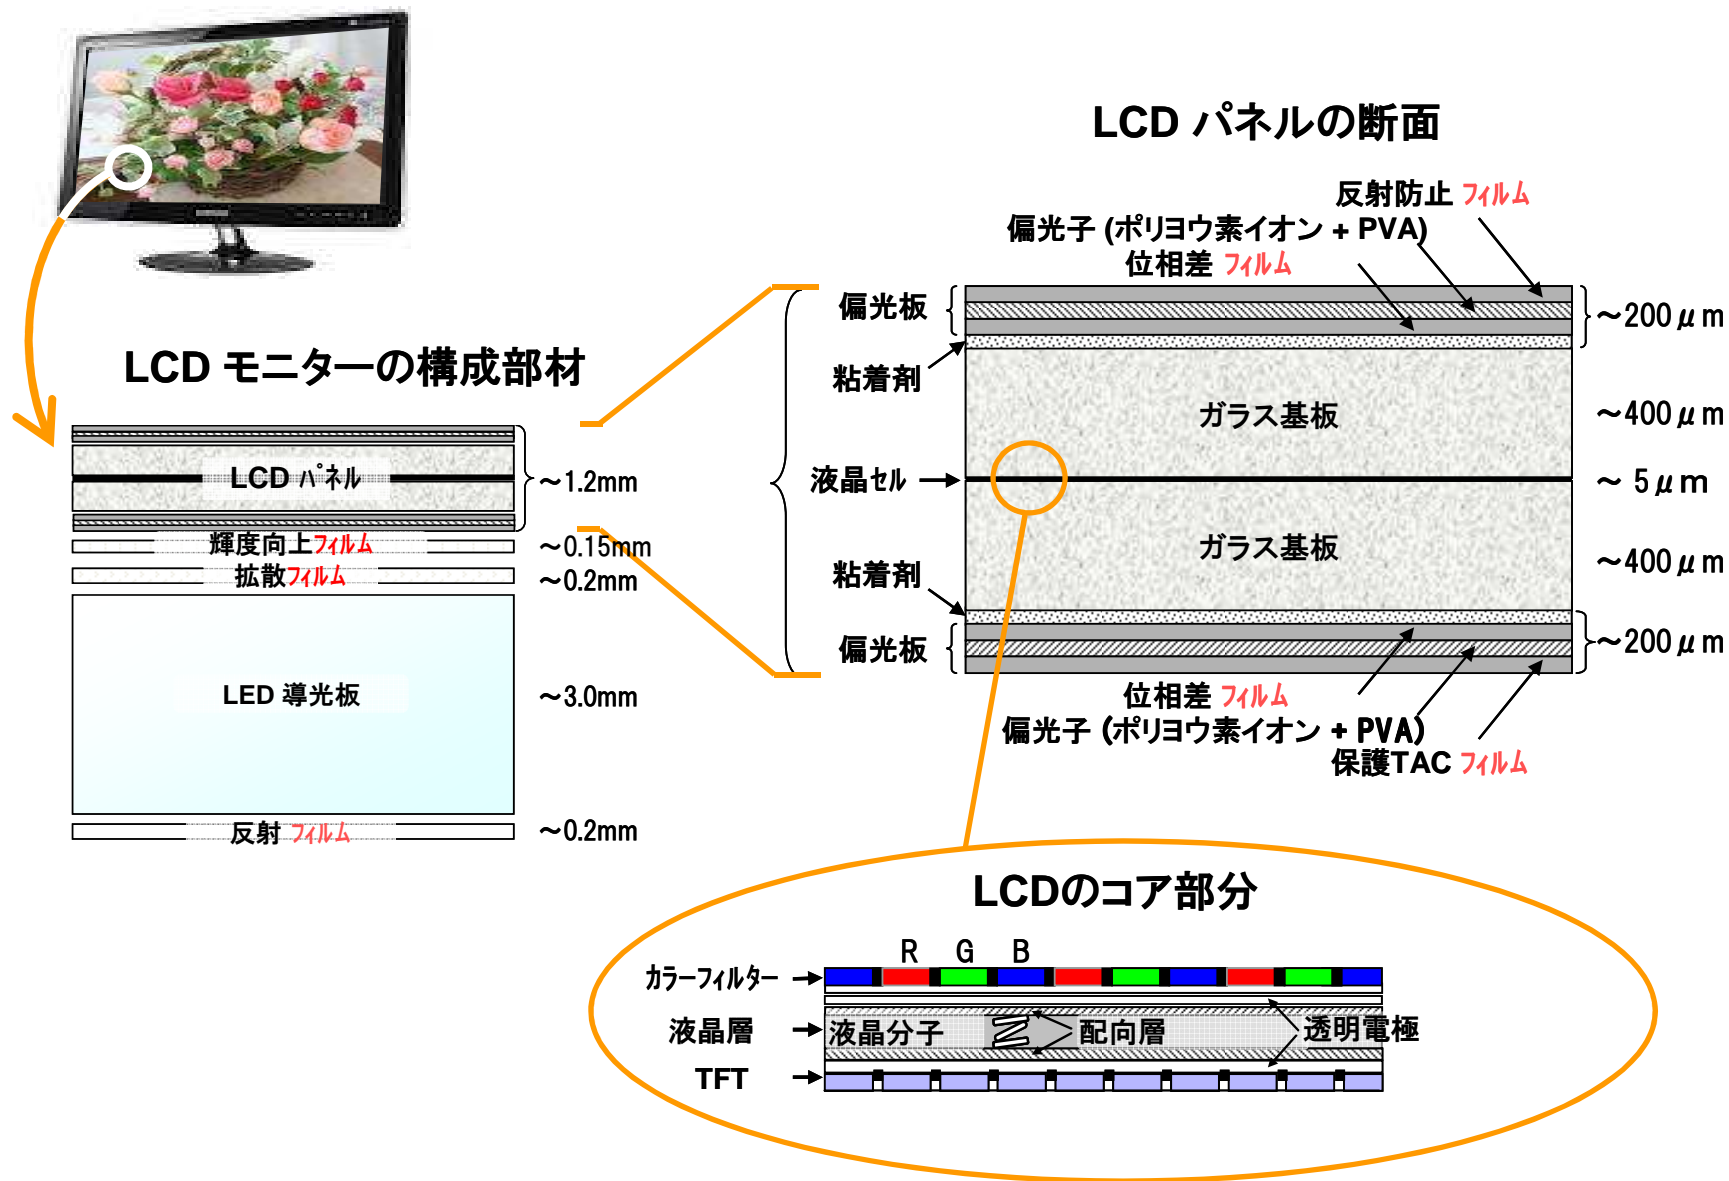 LCD パネルの断面
反射防止 フィルム
偏光子 (ポリヨウ素イオン + PVA)
位相差 フィルム
偏光板
～200μm
粘着剤
ガラス基板
～400μm
液晶セル
～ 5μm
ガラス基板
～400μm
粘着剤
偏光板
～200μm
位相差 フィルム
偏光子 (ポリヨウ素イオン + PVA)
保護TAC フィルム
LCD モニターの構成部材
LCD パネル
～1.2mm
輝度向上フィルム
～0.15mm
拡散フィルム
～0.2mm
LED 導光板
～3.0mm
反射 フィルム
～0.2mm
LCDのコア部分
R G B
カラーフィルター
液晶層
液晶分子
配向層
透明電極
TFT